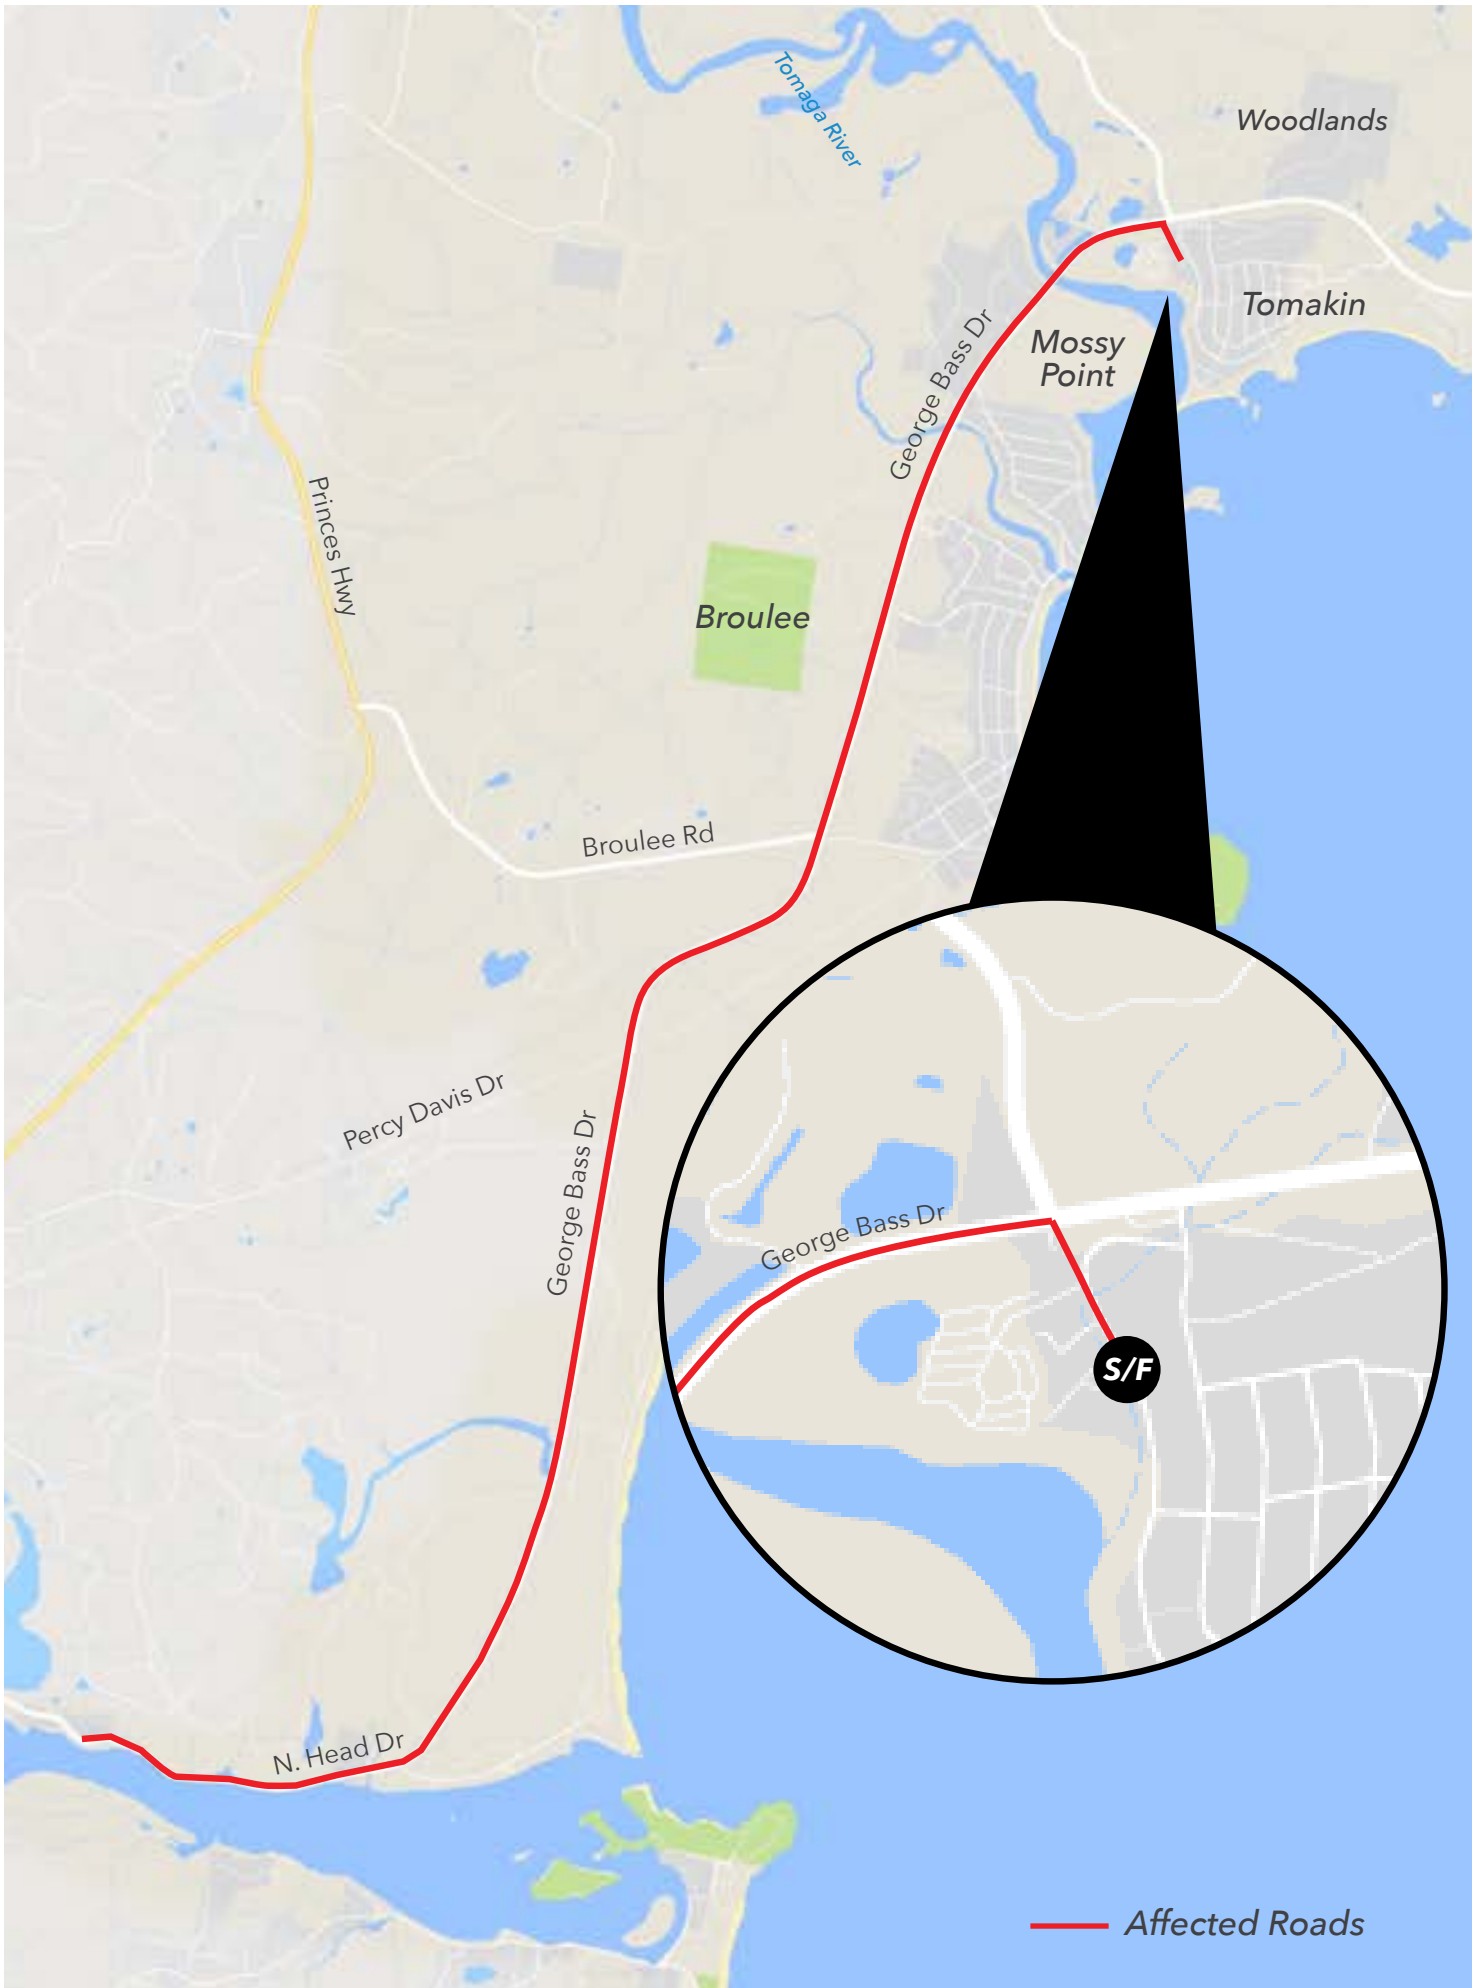 Tomaga River
Woodlands
Tomakin
Mossy
Point
George Bass Dr
Princes Hwy
Broulee
Broulee Rd
Percy Davis Dr
George Bass Dr
George Bass Dr
S/F
N. Head Dr
Affected Roads